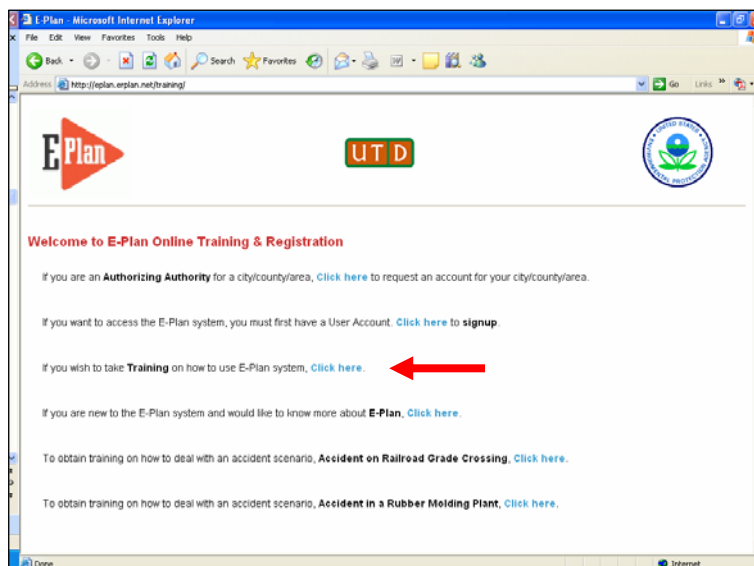 E-Plan - Microsoft Internet Explorer
File Edit View Favorites Tools Help
Back Search Favorites
Address http://eplan.erplan.net/training/ Go Links »
E Plan
UTD
UNITED STATES ENVIRONMENTAL PROTECTION AGENCY
Welcome to E-Plan Online Training & Registration
If you are an Authorizing Authority for a city/county/area, Click here to request an account for your city/county/area.
If you want to access the E-Plan system, you must first have a User Account. Click here to signup.
If you wish to take Training on how to use E-Plan system, Click here.
If you are new to the E-Plan system and would like to know more about E-Plan, Click here.
To obtain training on how to deal with an accident scenario, Accident on Railroad Grade Crossing, Click here.
To obtain training on how to deal with an accident scenario, Accident in a Rubber Molding Plant, Click here.
Done Internet